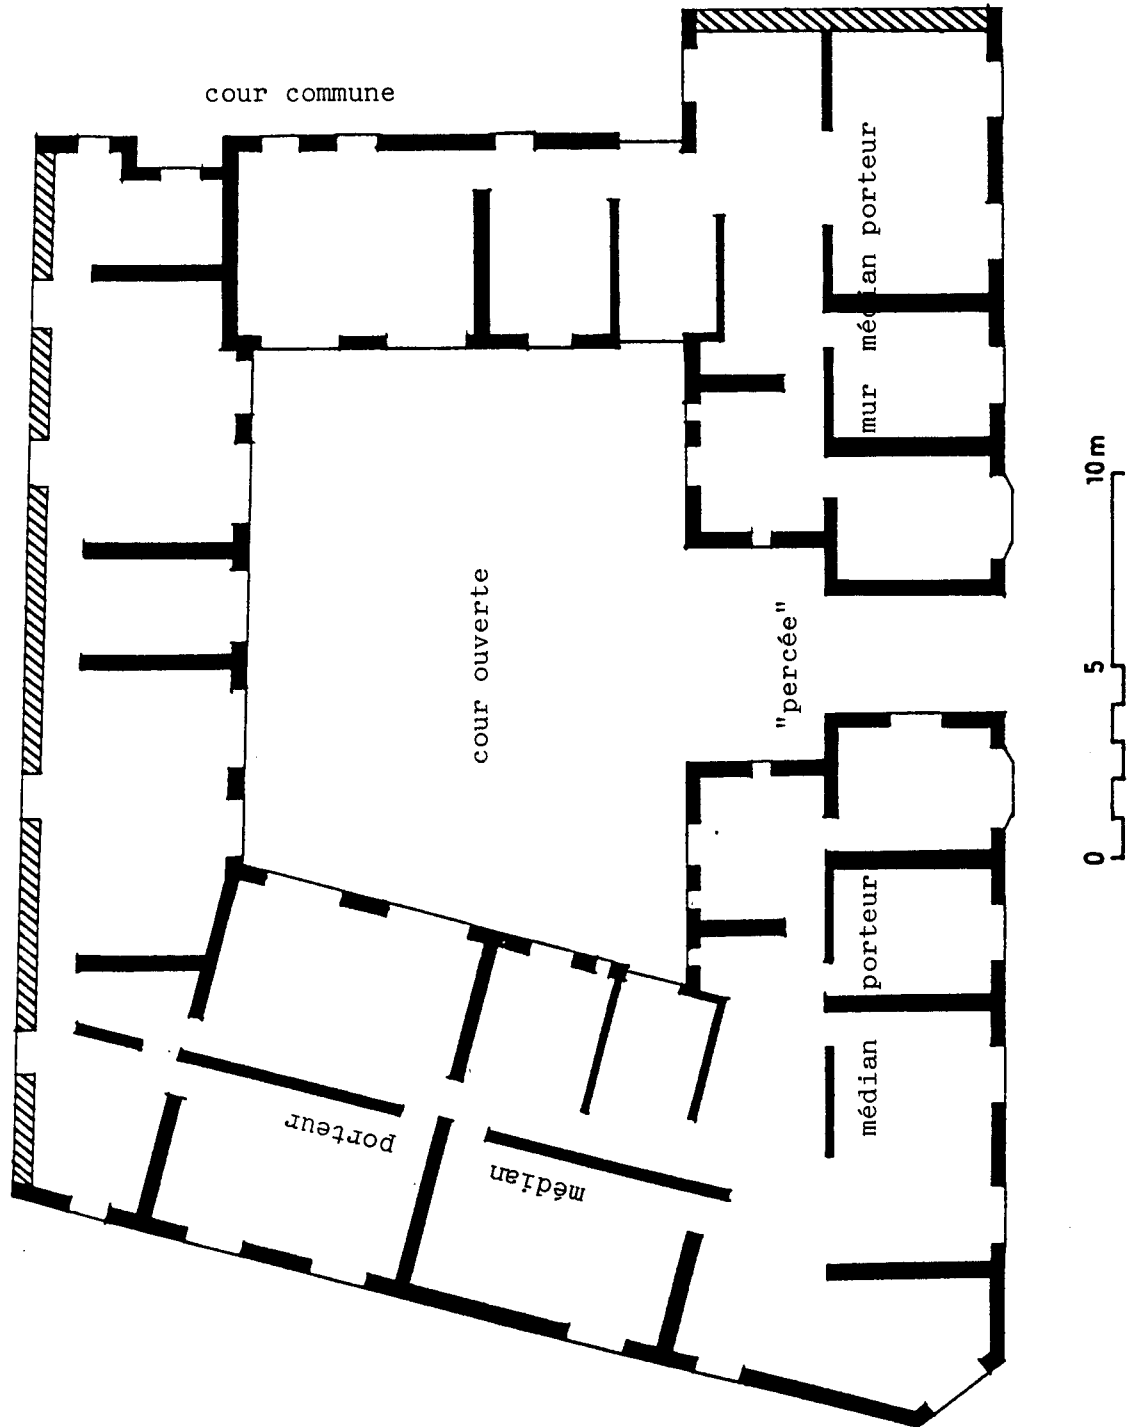 cour commune
mur médian porteur
cour ouverte
"percée"
médian porteur
porteur
médian
0 5 10m